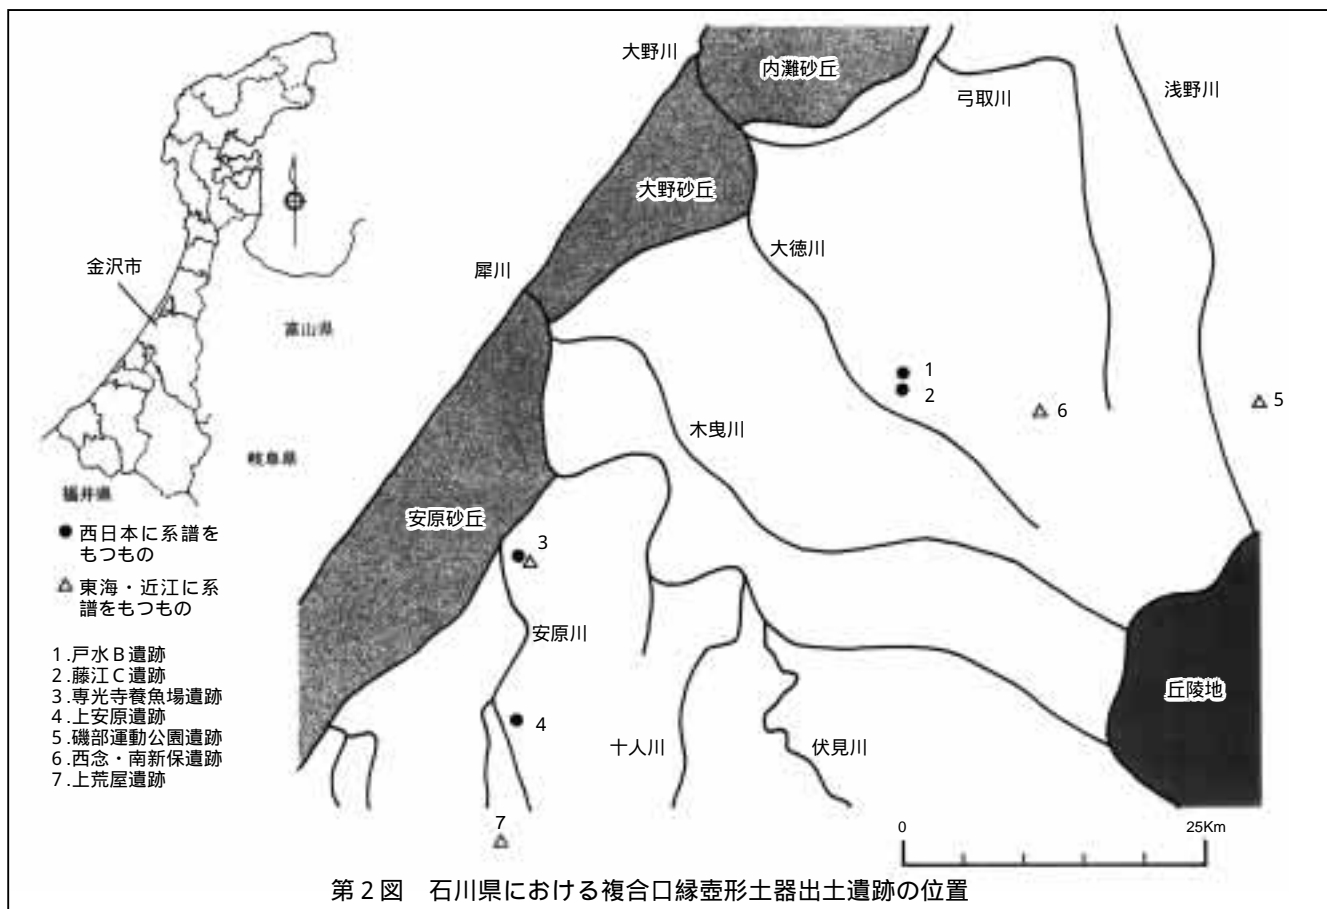 大野川
内灘砂丘
弓取川
浅野川
大野砂丘
大徳川
犀川
金沢市
富山県
岐阜県
福井県
木曳川
安原砂丘
1
2
6
5
3
安原川
4
十人川
伏見川
丘陵地
7
● 西日本に系譜を
もつもの
△ 東海・近江に系
譜をもつもの
1.戸水B遺跡
2.藤江C遺跡
3.専光寺養魚場遺跡
4.上安原遺跡
5.磯部運動公園遺跡
6.西念・南新保遺跡
7.上荒屋遺跡
0 25Km
第2図 石川県における複合口縁壺形土器出土遺跡の位置